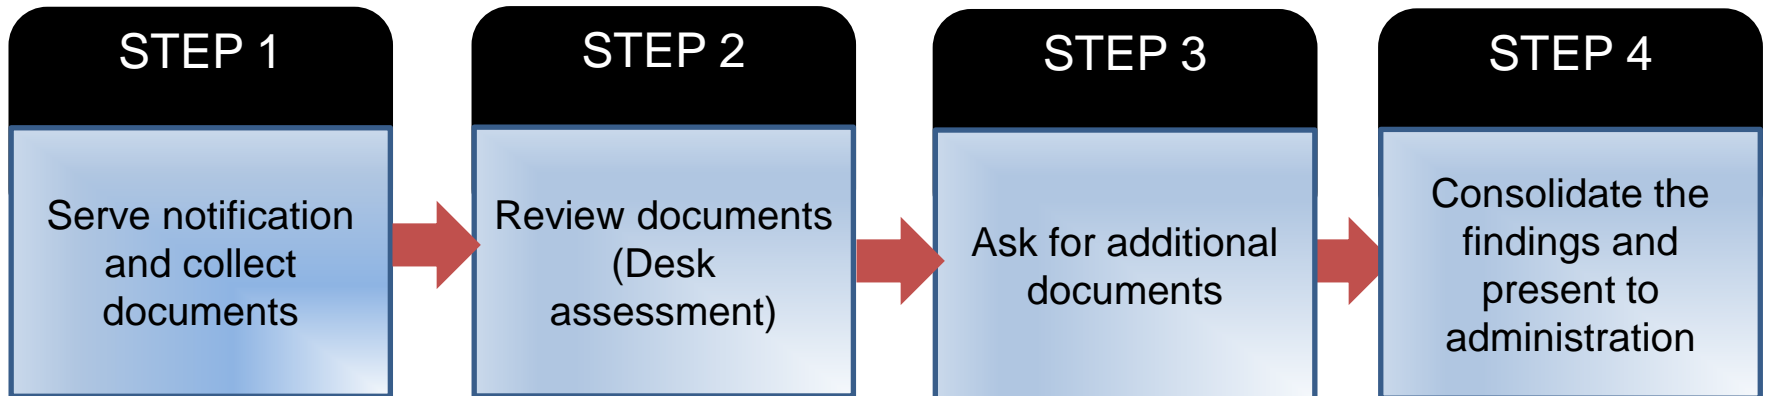 STEP 1
Serve notification
and collect
documents
STEP 2
Review documents
(Desk
assessment)
STEP 3
Ask for additional
documents
STEP 4
Consolidate the
findings and
present to
administration